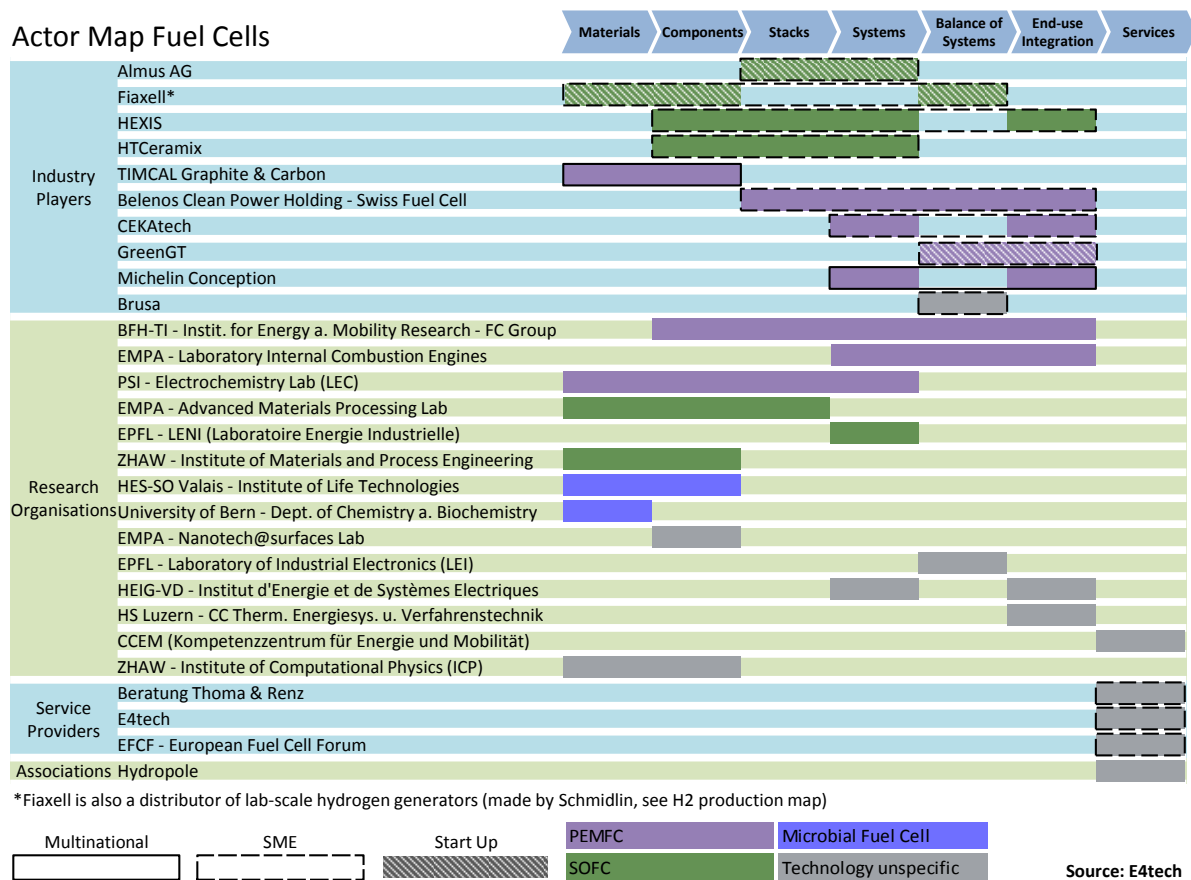 Actor Map Fuel Cells
Materials
Components
Stacks
Systems
Balance of
Systems
End-use
Integration
Services
Industry
Players
Almus AG
Fiaxell*
HEXIS
HTCeramix
TIMCAL Graphite & Carbon
Belenos Clean Power Holding - Swiss Fuel Cell
CEKAtech
GreenGT
Michelin Conception
Brusa
Research
Organisations
BFH-TI - Instit. for Energy a. Mobility Research - FC Group
EMPA - Laboratory Internal Combustion Engines
PSI - Electrochemistry Lab (LEC)
EMPA - Advanced Materials Processing Lab
EPFL - LENI (Laboratoire Energie Industrielle)
ZHAW - Institute of Materials and Process Engineering
HES-SO Valais - Institute of Life Technologies
University of Bern - Dept. of Chemistry a. Biochemistry
EMPA - Nanotech@surfaces Lab
EPFL - Laboratory of Industrial Electronics (LEI)
HEIG-VD - Institut d'Energie et de Systèmes Electriques
HS Luzern - CC Therm. Energiesys. u. Verfahrenstechnik
CCEM (Kompetenzzentrum für Energie und Mobilität)
ZHAW - Institute of Computational Physics (ICP)
Service
Providers
Beratung Thoma & Renz
E4tech
EFCF - European Fuel Cell Forum
Associations
Hydropole
*Fiaxell is also a distributor of lab-scale hydrogen generators (made by Schmidlin, see H2 production map)
Multinational
SME
Start Up
PEMFC
Microbial Fuel Cell
SOFC
Technology unspecific
Source: E4tech